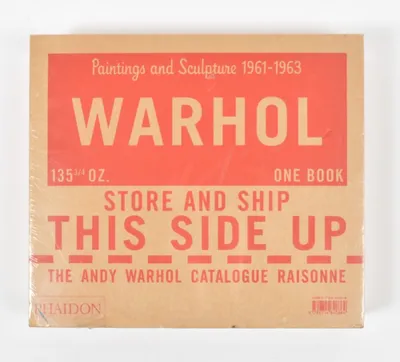 Paintings and Sculpture 1961-1963
WARHOL
135 3/4 OZ. ONE BOOK
STORE AND SHIP
THIS SIDE UP
THE ANDY WARHOL CATALOGUE RAISONNE
PHAIDON